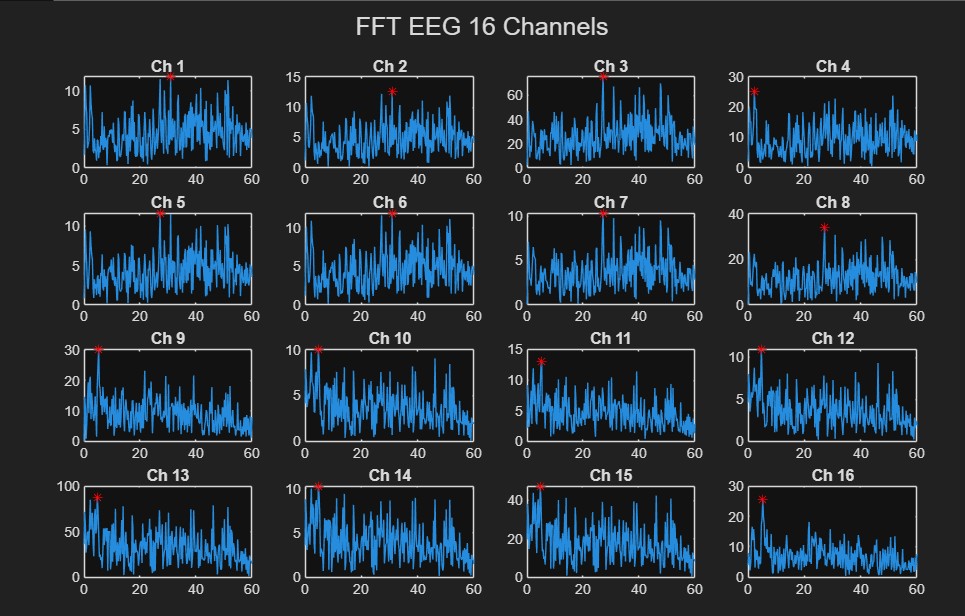 FFT EEG 16 Channels
Ch 1 Ch 2 Ch 3 Ch 4
10 15 60 30
5 10 40 20
0 5 20 10
0 0 0
0 20 40 60 0 20 40 60 0 20 40 60 0 20 40 60
Ch 5 Ch 6 Ch 7 Ch 8
10 10 10 40
5 5 5 20
0 0 0 0
0 20 40 60 0 20 40 60 0 20 40 60 0 20 40 60
Ch 9 Ch 10 Ch 11 Ch 12
30 10 15 10
20 5 10 5
10 0 5 0
0 0
0 20 40 60 0 20 40 60 0 20 40 60 0 20 40 60
Ch 13 Ch 14 Ch 15 Ch 16
100 10 40 30
50 5 20 20
0 0 0 10
0
0 20 40 60 0 20 40 60 0 20 40 60 0 20 40 60